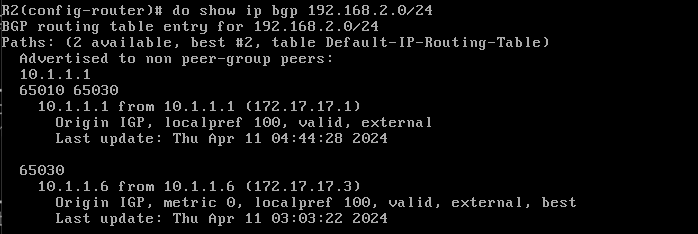 R2(config-router)# do show ip bgp 192.168.2.0/24
BGP routing table entry for 192.168.2.0/24
Paths: (2 available, best #2, table Default-IP-Routing-Table)
  Advertised to non peer-group peers:
  10.1.1.1
  65010 65030
    10.1.1.1 from 10.1.1.1 (172.17.17.1)
      Origin IGP, localpref 100, valid, external
      Last update: Thu Apr 11 04:44:28 2024

  65030
    10.1.1.6 from 10.1.1.6 (172.17.17.3)
      Origin IGP, metric 0, localpref 100, valid, external, best
      Last update: Thu Apr 11 03:03:22 2024